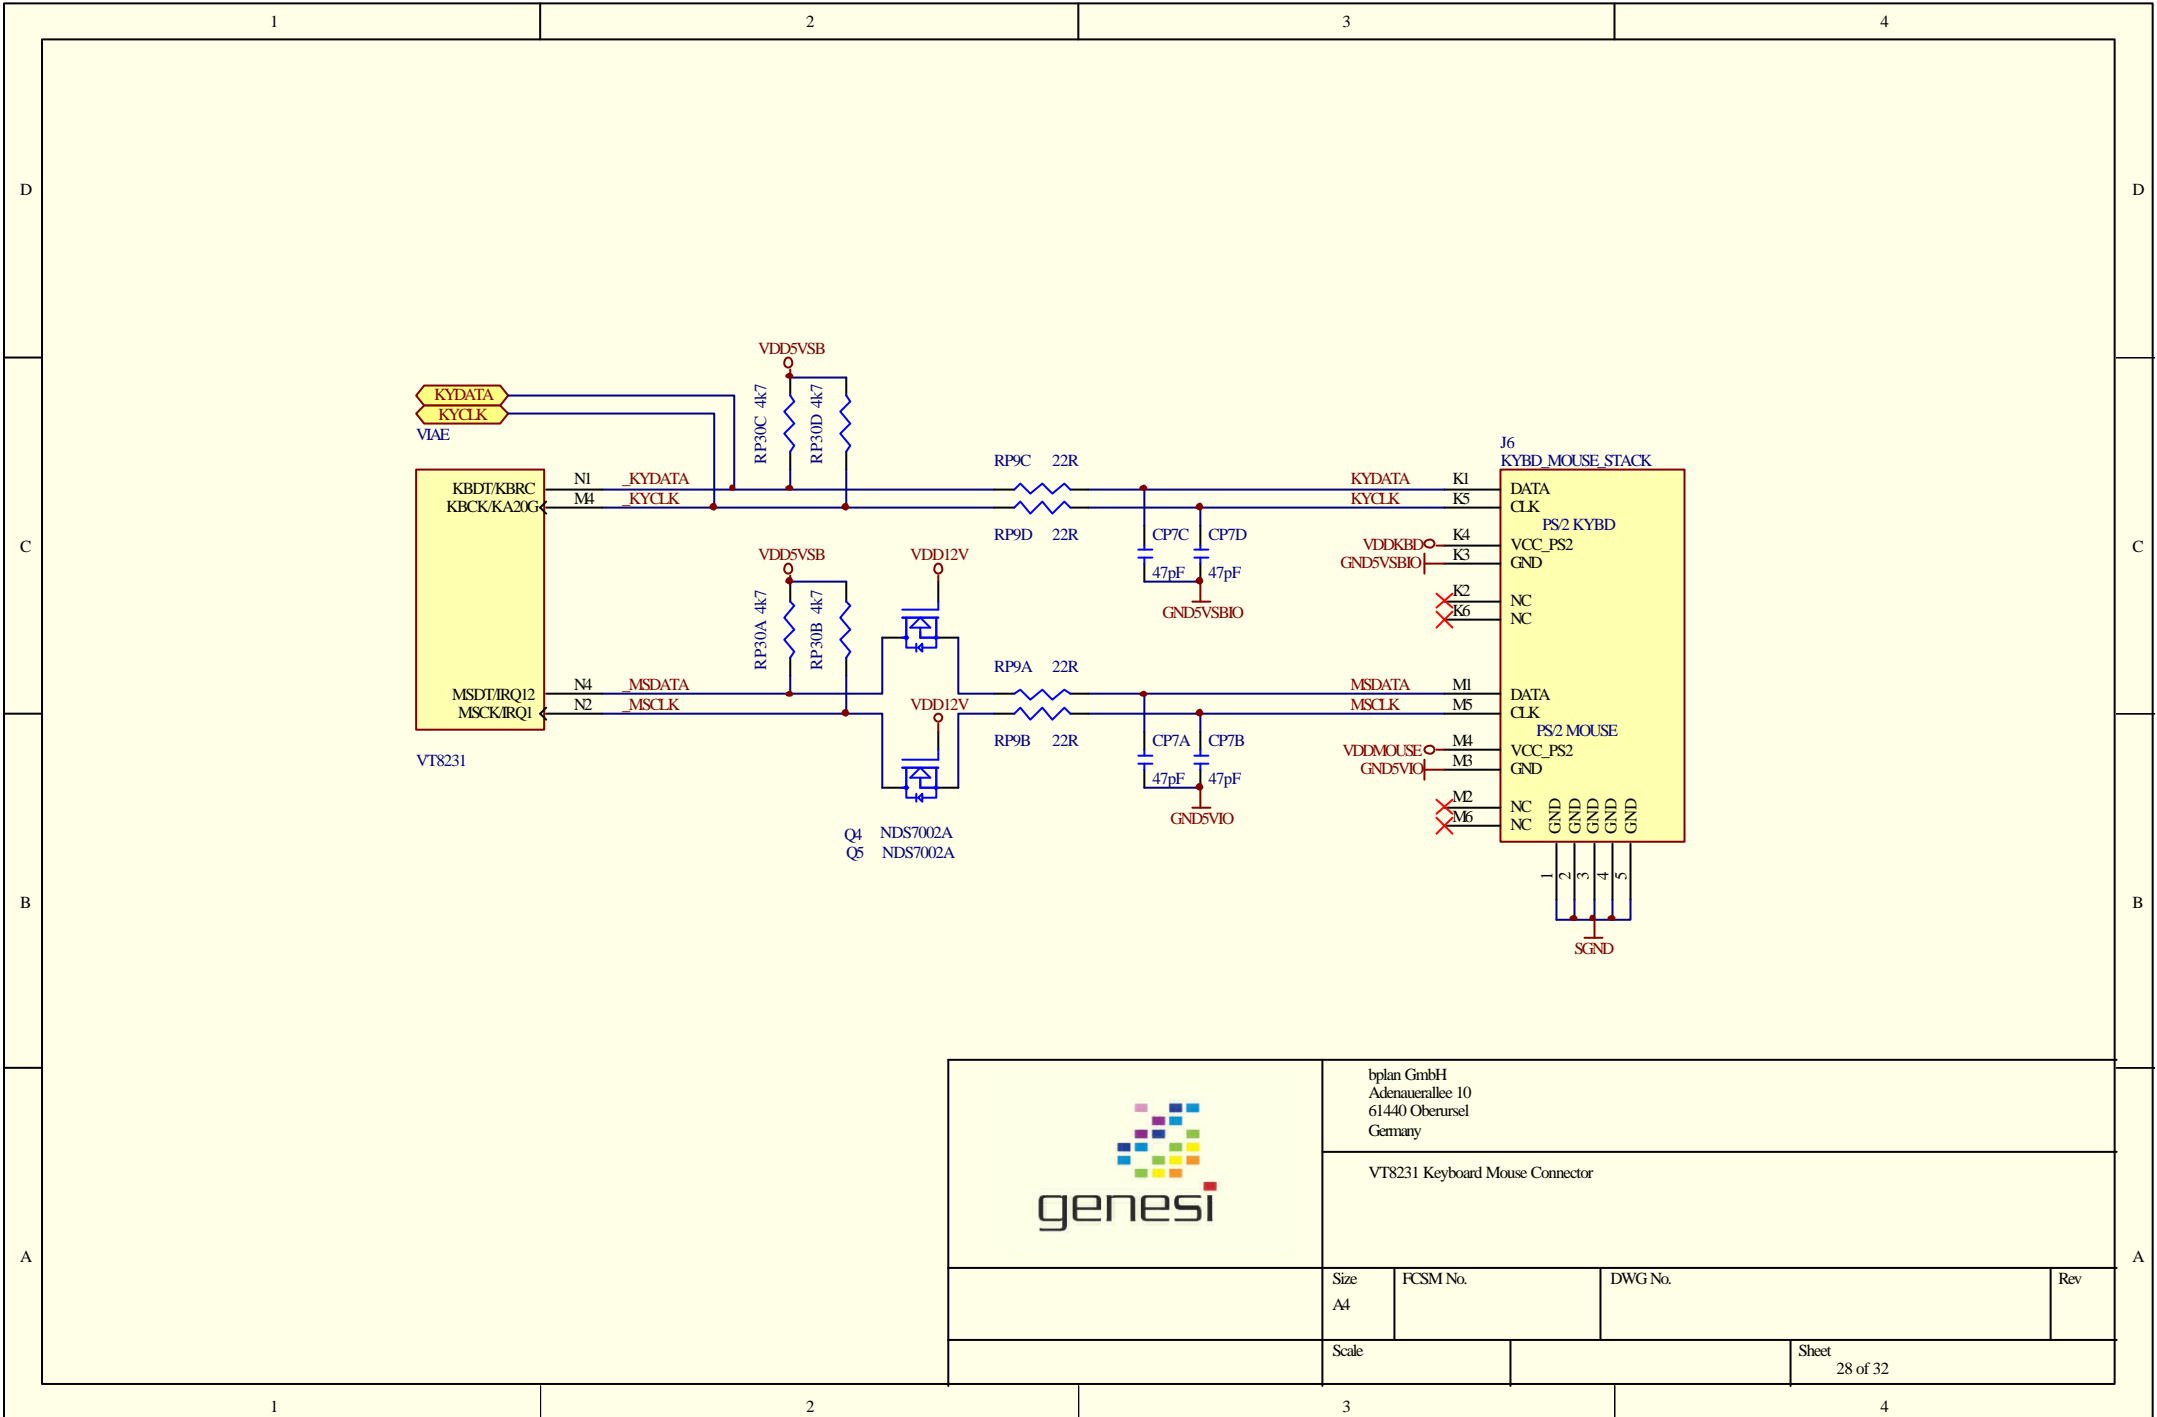 1 2 3 4
D D
VDD5VSB
KYDATA
KYCLK
VIAE
RP30C 4k7
RP30D 4k7
J6
KYBD_MOUSE_STACK
RP9C 22R
KBDT/KBRC N1 _KYDATA
KYDATA K1 DATA
KBCK/KA20G M4 _KYCLK
KYCLK K5 CLK
PS/2 KYBD
RP9D 22R
CP7C CP7D
VDDKBD K4 VCC_PS2
C C
VDD5VSB VDD12V
GND5VSBIO K3 GND
47pF 47pF
K2 NC
GND5VSBIO
K6 NC
RP30A 4k7
RP30B 4k7
RP9A 22R
MSDT/IRQ12 N4 _MSDATA
MSDATA M1 DATA
VDD12V
MSCK/IRQ1 N2 _MSCLK
MSCLK M5 CLK
PS/2 MOUSE
RP9B 22R
CP7A CP7B
VDDMOUSE M4 VCC_PS2
VT8231
GND5VIO M3 GND
47pF 47pF
M2 NC
GND5VIO
M6 NC
GND GND GND GND GND
Q4 NDS7002A
Q5 NDS7002A
1 2 3 4 5
B B
SGND
bplan GmbH
Adenauerallee 10
61440 Oberursel
Germany
VT8231 Keyboard Mouse Connector
genesi
A A
Size FCSM No. DWG No. Rev
A4
Scale Sheet
28 of 32
1 2 3 4